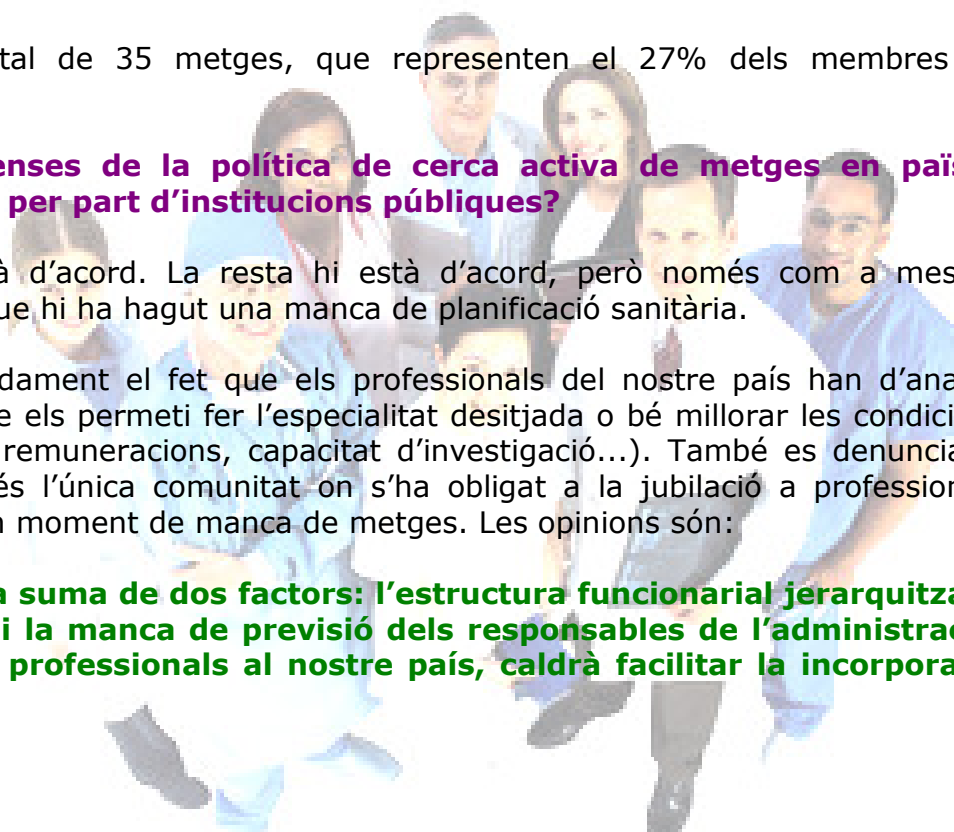 tal de 35 metges, que representen el 27% dels membres
enses de la política de cerca activa de metges en païs
per part d'institucions públiques?
à d'acord. La resta hi està d'acord, però només com a mes
ue hi ha hagut una manca de planificació sanitària.
dament el fet que els professionals del nostre país han d'ana
e els permeti fer l'especialitat desitjada o bé millorar les condici
remuneracions, capacitat d'investigació...). També es denuncia
és l'única comunitat on s'ha obligat a la jubilació a profession
n moment de manca de metges. Les opinions són:
a suma de dos factors: l'estructura funcionarial jerarquitza
i la manca de previsió dels responsables de l'administrac
professionals al nostre país, caldrà facilitar la incorpora